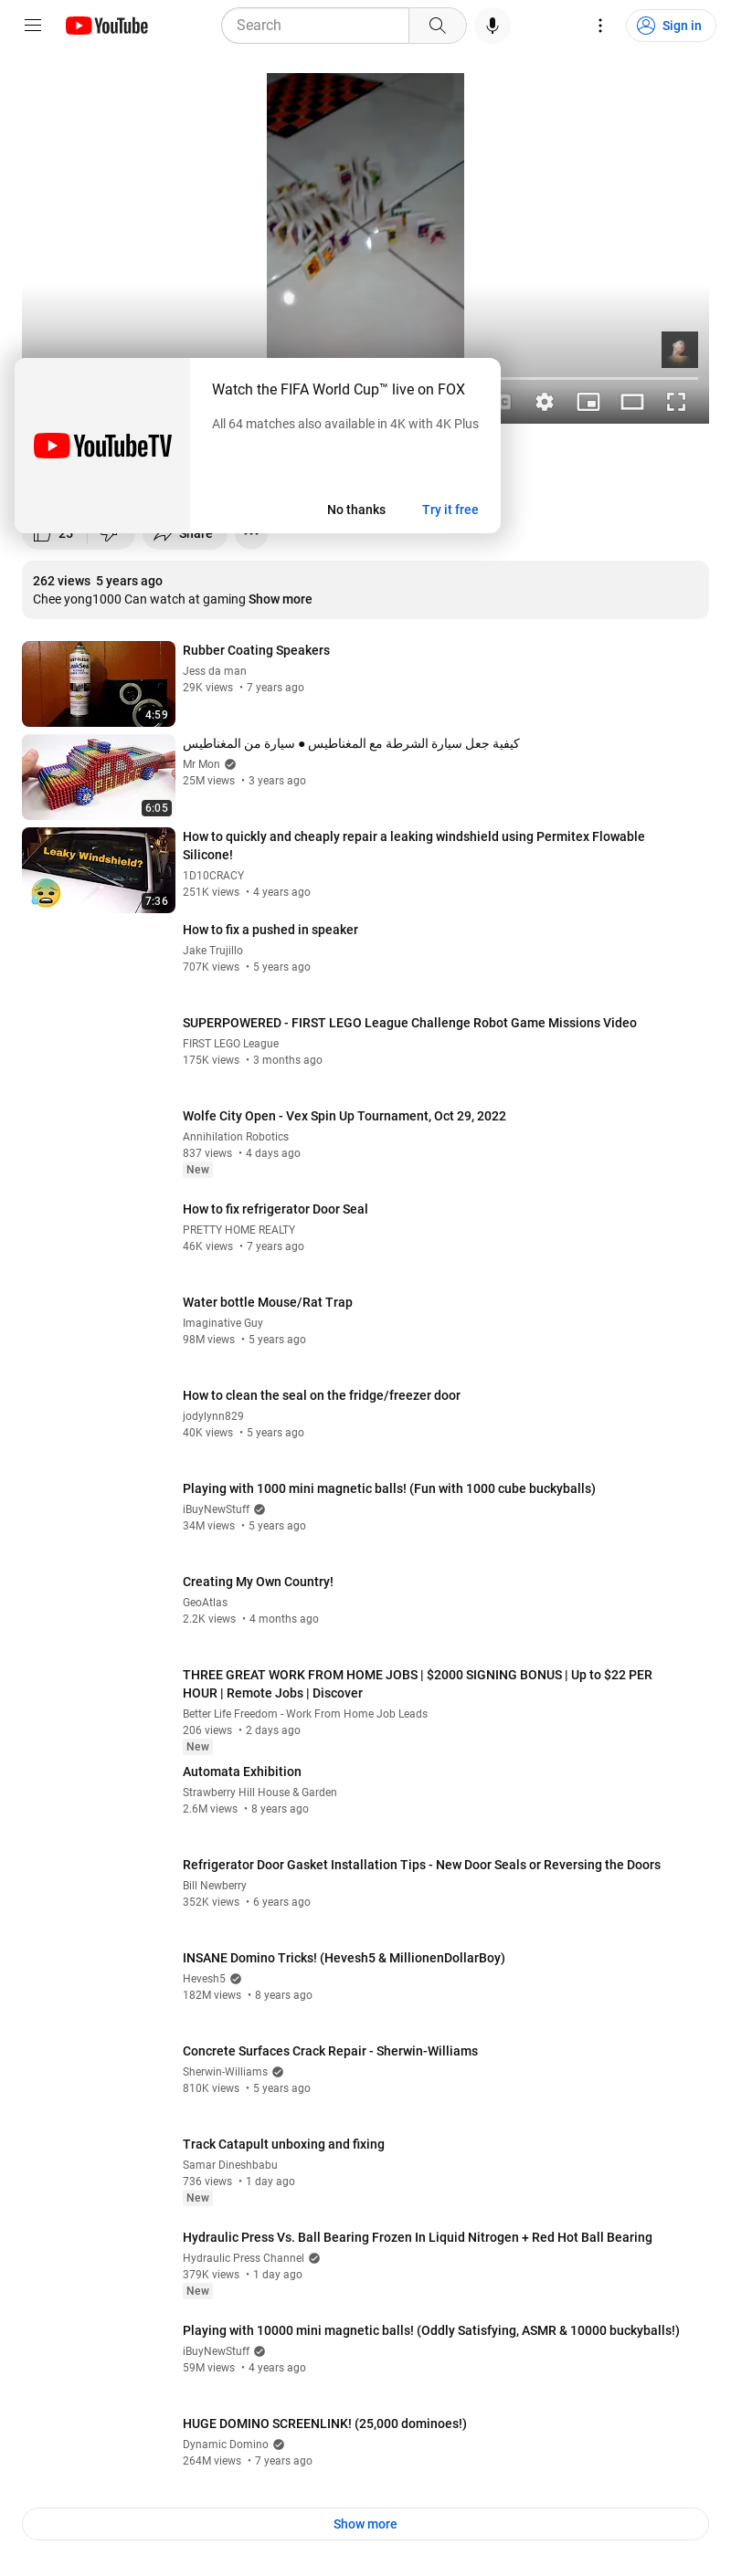 YouTube
Search
Sign in
Watch the FIFA World Cup™ live on FOX
All 64 matches also available in 4K with 4K Plus
YouTubeTV
No thanks
Try it free
25
Share
262 views 5 years ago
Chee yong1000 Can watch at gaming Show more
Rubber Coating Speakers
Jess da man
29K views • 7 years ago
4:59
كيفية جعل سيارة الشرطة مع المغناطيس ● سيارة من المغناطيس
Mr Mon
25M views • 3 years ago
6:05
How to quickly and cheaply repair a leaking windshield using Permitex Flowable
Silicone!
1D10CRACY
251K views • 4 years ago
Leaky Windshield?
7:36
How to fix a pushed in speaker
Jake Trujillo
707K views • 5 years ago
SUPERPOWERED - FIRST LEGO League Challenge Robot Game Missions Video
FIRST LEGO League
175K views • 3 months ago
Wolfe City Open - Vex Spin Up Tournament, Oct 29, 2022
Annihilation Robotics
837 views • 4 days ago
New
How to fix refrigerator Door Seal
PRETTY HOME REALTY
46K views • 7 years ago
Water bottle Mouse/Rat Trap
Imaginative Guy
98M views • 5 years ago
How to clean the seal on the fridge/freezer door
jodylynn829
40K views • 5 years ago
Playing with 1000 mini magnetic balls! (Fun with 1000 cube buckyballs)
iBuyNewStuff
34M views • 5 years ago
Creating My Own Country!
GeoAtlas
2.2K views • 4 months ago
THREE GREAT WORK FROM HOME JOBS | $2000 SIGNING BONUS | Up to $22 PER
HOUR | Remote Jobs | Discover
Better Life Freedom - Work From Home Job Leads
206 views • 2 days ago
New
Automata Exhibition
Strawberry Hill House & Garden
2.6M views • 8 years ago
Refrigerator Door Gasket Installation Tips - New Door Seals or Reversing the Doors
Bill Newberry
352K views • 6 years ago
INSANE Domino Tricks! (Hevesh5 & MillionenDollarBoy)
Hevesh5
182M views • 8 years ago
Concrete Surfaces Crack Repair - Sherwin-Williams
Sherwin-Williams
810K views • 5 years ago
Track Catapult unboxing and fixing
Samar Dineshbabu
736 views • 1 day ago
New
Hydraulic Press Vs. Ball Bearing Frozen In Liquid Nitrogen + Red Hot Ball Bearing
Hydraulic Press Channel
379K views • 1 day ago
New
Playing with 10000 mini magnetic balls! (Oddly Satisfying, ASMR & 10000 buckyballs!)
iBuyNewStuff
59M views • 4 years ago
HUGE DOMINO SCREENLINK! (25,000 dominoes!)
Dynamic Domino
264M views • 7 years ago
Show more